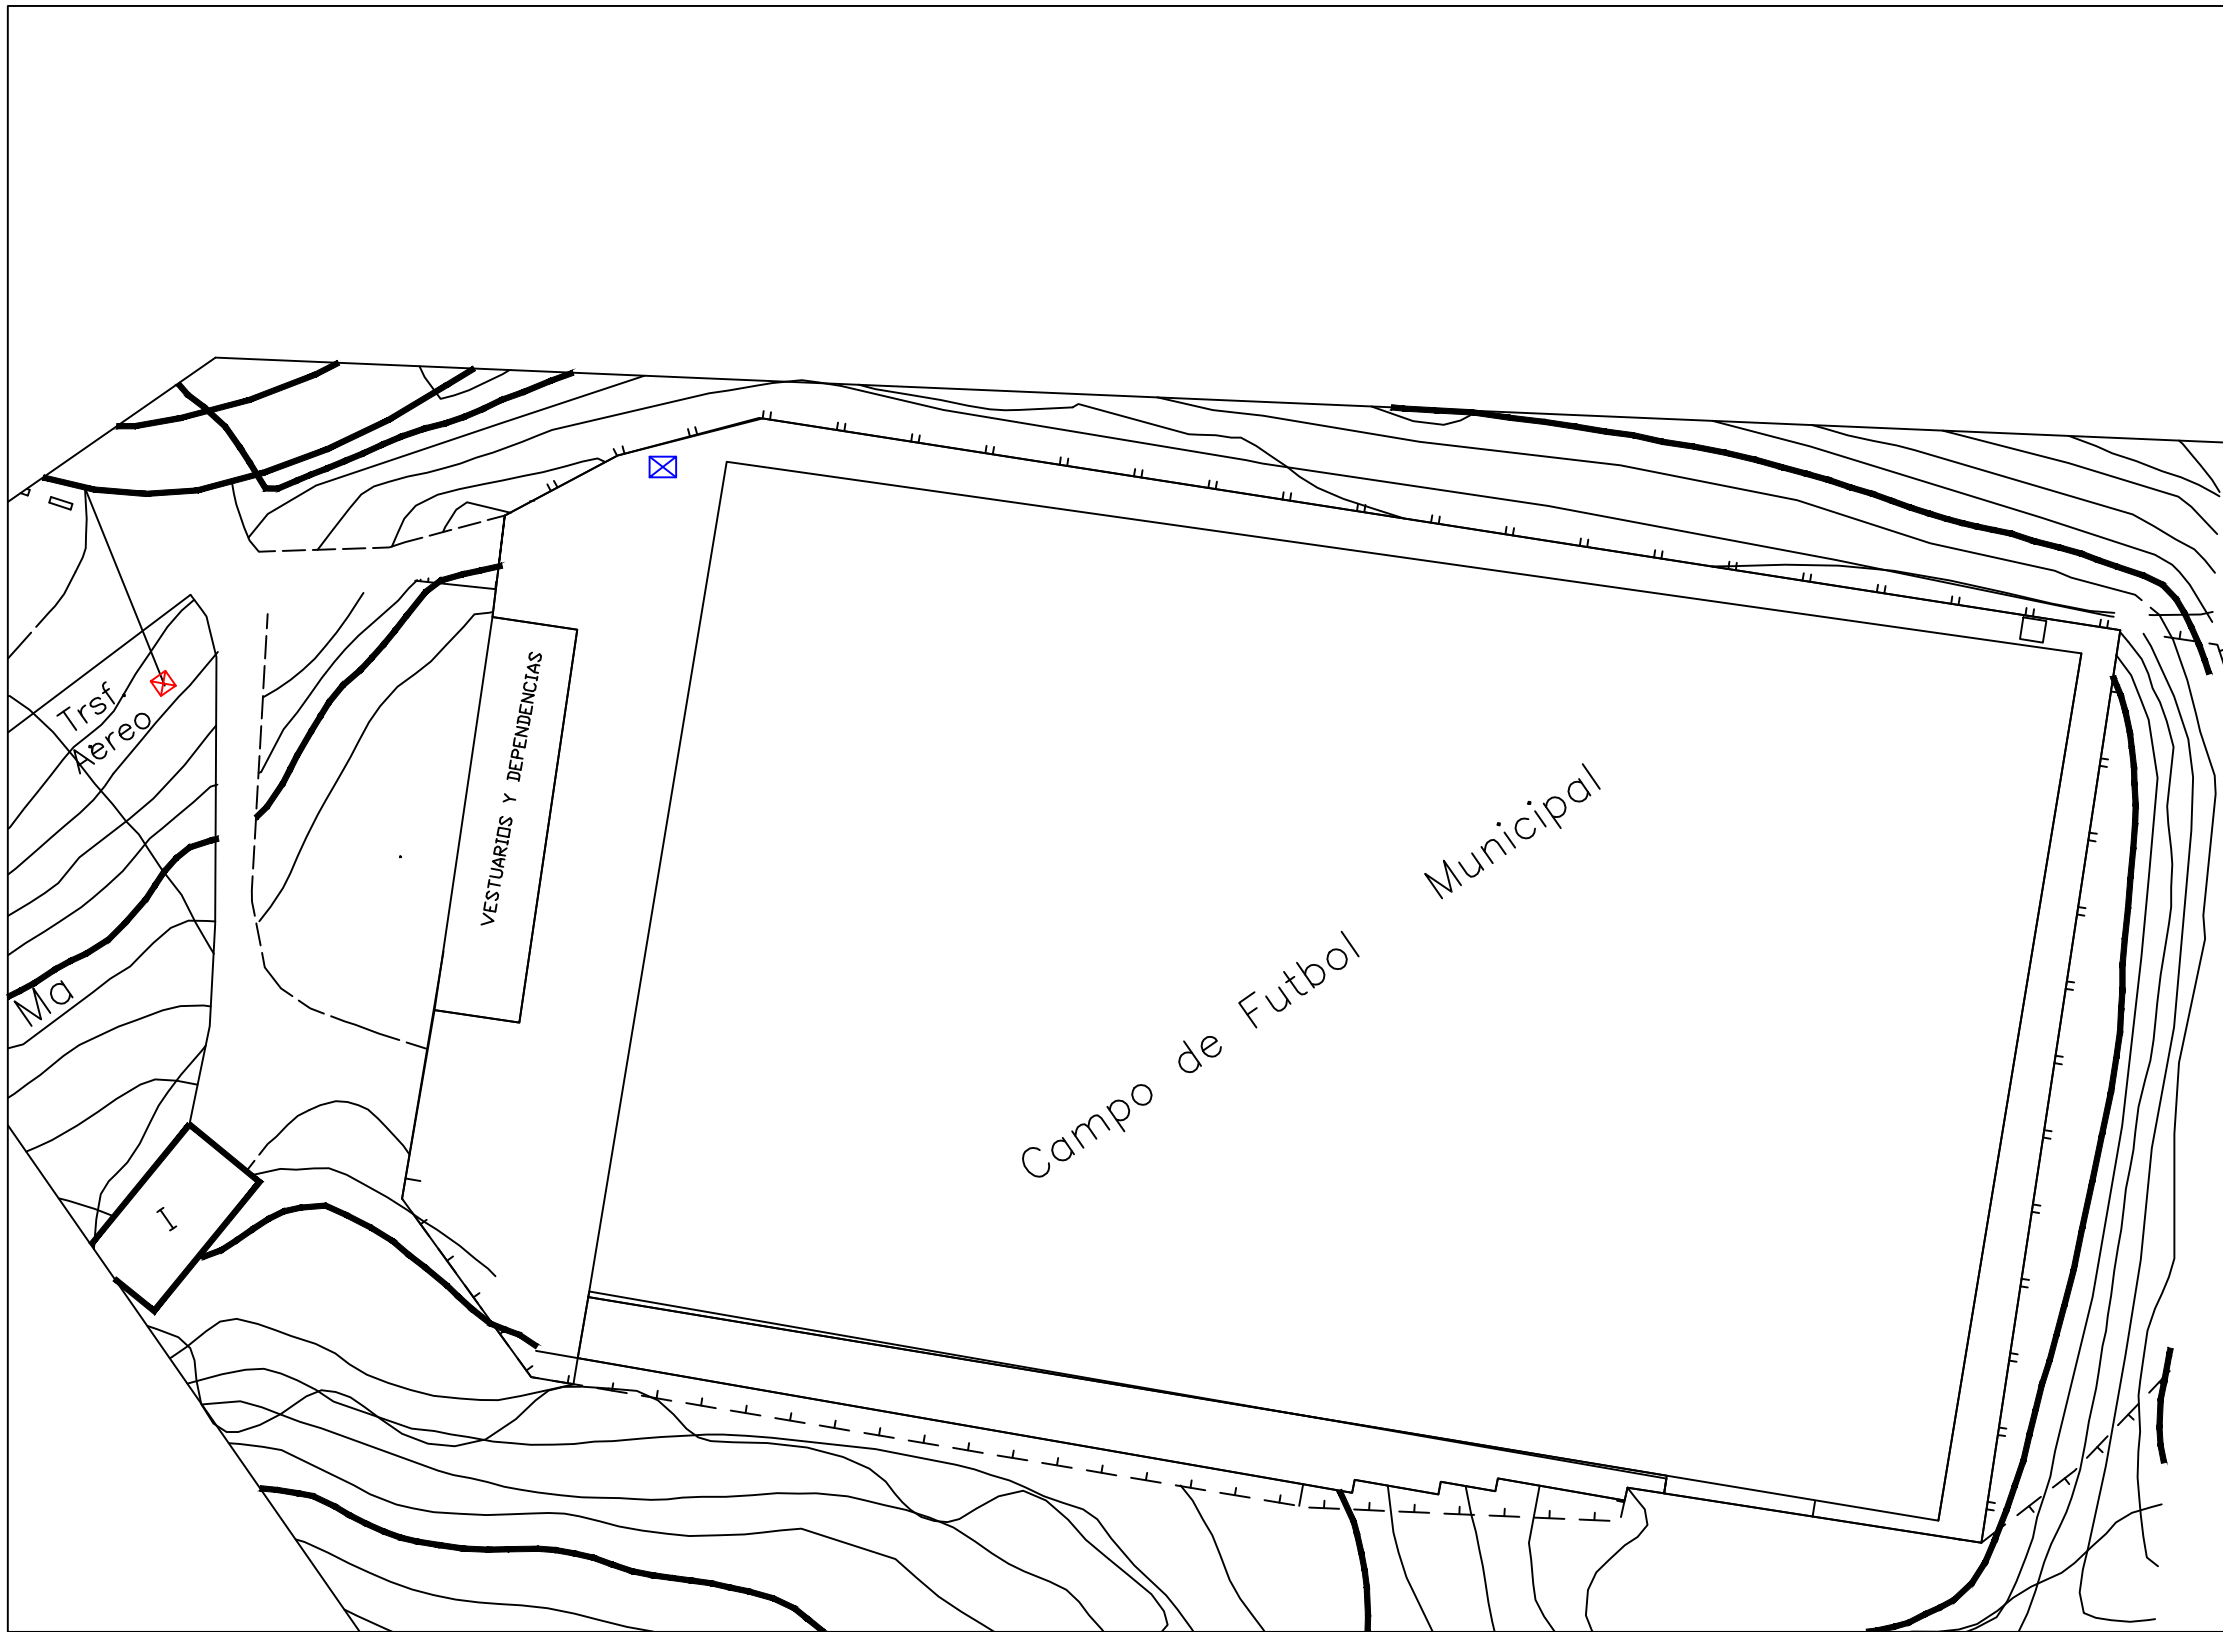 Trsf.
Aereo
VESTUARIOS Y DEPENDENCIAS
Campo de Futbol Municipal
Ma
I